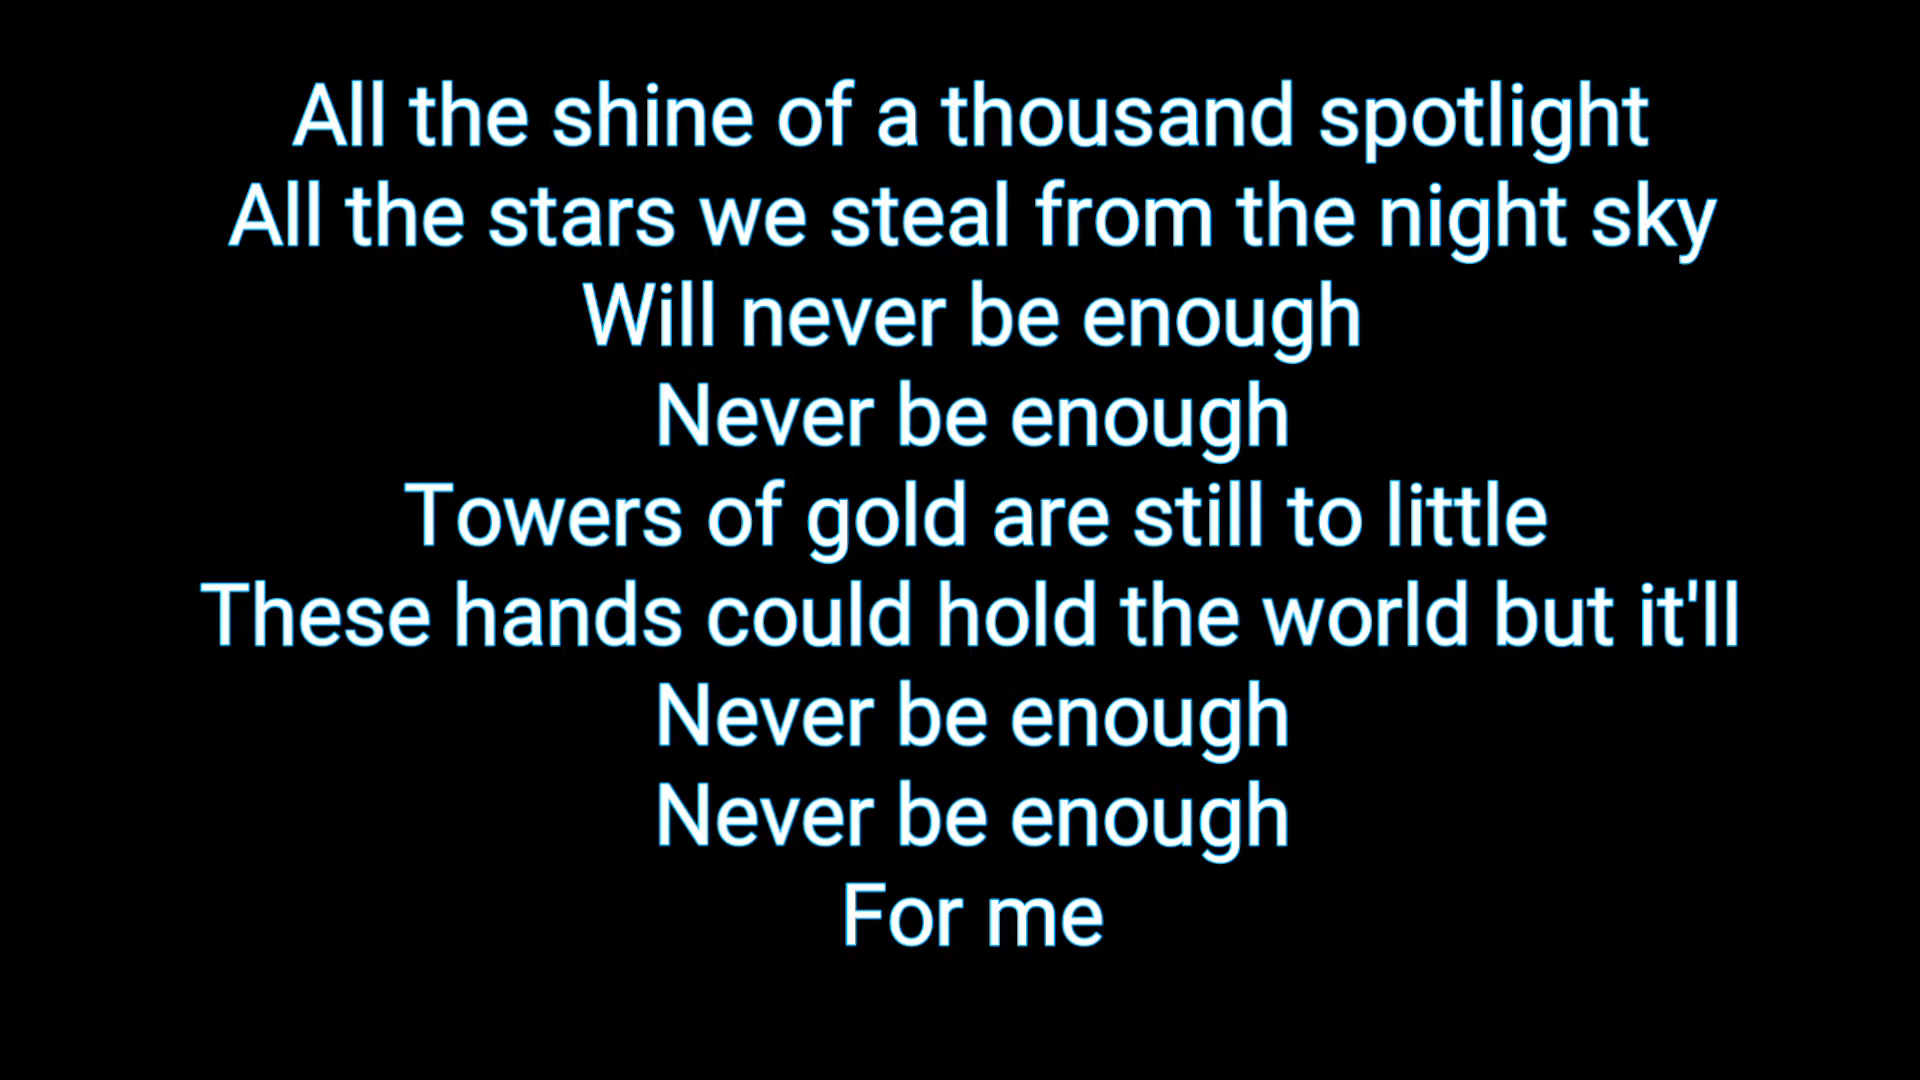 All the shine of a thousand spotlight
All the stars we steal from the night sky
Will never be enough
Never be enough
Towers of gold are still to little
These hands could hold the world but it'll
Never be enough
Never be enough
For me